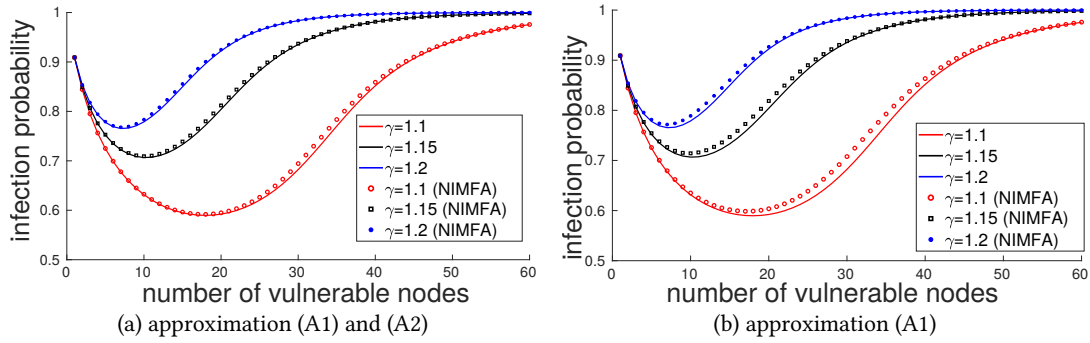 infection probability
1
0.9
0.8
0.7
0.6
0.5
0 10 20 30 40 50 60
number of vulnerable nodes
γ=1.1
γ=1.15
γ=1.2
γ=1.1 (NIMFA)
γ=1.15 (NIMFA)
γ=1.2 (NIMFA)
(a) approximation (A1) and (A2)
infection probability
1
0.9
0.8
0.7
0.6
0.5
0 10 20 30 40 50 60
number of vulnerable nodes
γ=1.1
γ=1.15
γ=1.2
γ=1.1 (NIMFA)
γ=1.15 (NIMFA)
γ=1.2 (NIMFA)
(b) approximation (A1)